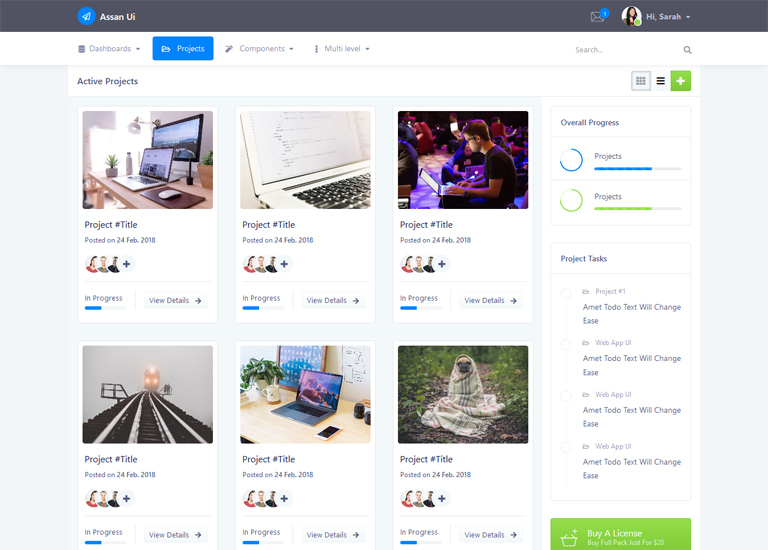 Assan Ui
1
Hi, Sarah
Dashboards
Projects
Components
Multi level
Search...
Active Projects
Project #Title
Posted on 24 Feb. 2018
In Progress
View Details
Project #Title
Posted on 24 Feb. 2018
In Progress
View Details
Project #Title
Posted on 24 Feb. 2018
In Progress
View Details
Project #Title
Posted on 24 Feb. 2018
In Progress
View Details
Project #Title
Posted on 24 Feb. 2018
In Progress
View Details
Project #Title
Posted on 24 Feb. 2018
In Progress
View Details
Overall Progress
Projects
Projects
Project Tasks
Project #1
Amet Todo Text Will Change
Ease
Web App UI
Amet Todo Text Will Change
Ease
Web App UI
Amet Todo Text Will Change
Ease
Web App UI
Amet Todo Text Will Change
Ease
Buy A License
Buy Full Pack Just For $20